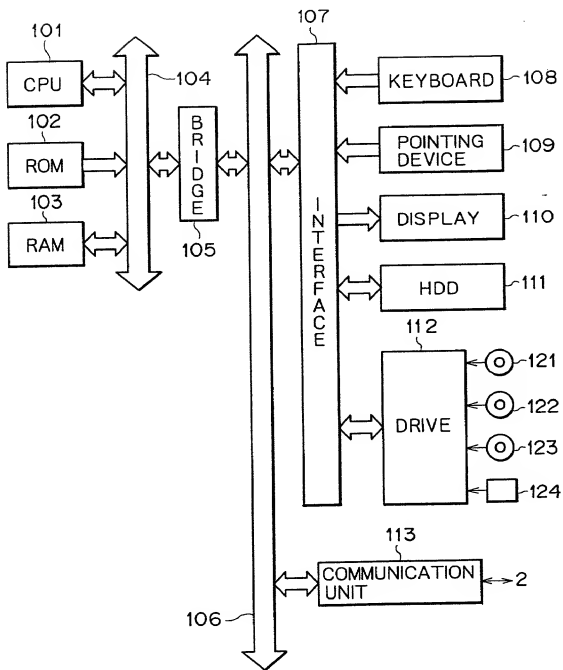 101
CPU
102
ROM
103
RAM
104
BRIDGE
105
106
107
INTERFACE
KEYBOARD
108
POINTING
DEVICE
109
DISPLAY
110
HDD
111
112
DRIVE
121
122
123
124
113
COMMUNICATION
UNIT
2